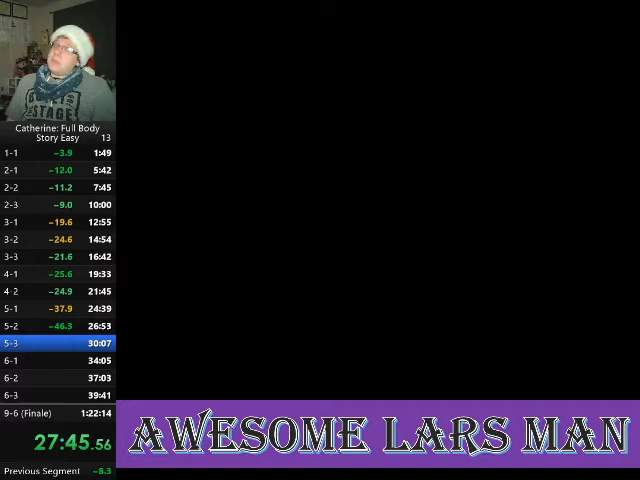 Catherine: Full Body
Story Easy 13
1-1 −3.9 1:49
2-1 −12.0 5:42
2-2 −11.2 7:45
2-3 −9.0 10:00
3-1 −19.6 12:55
3-2 −24.6 14:54
3-3 −21.6 16:42
4-1 −25.6 19:33
4-2 −24.9 21:45
5-1 −37.9 24:39
5-2 −46.3 26:53
5-3 30:07
6-1 34:05
6-2 37:03
6-3 39:41
9-6 (Finale) 1:22:14
27:45.56
Previous Segment −8.3
AWESOME LARS MAN